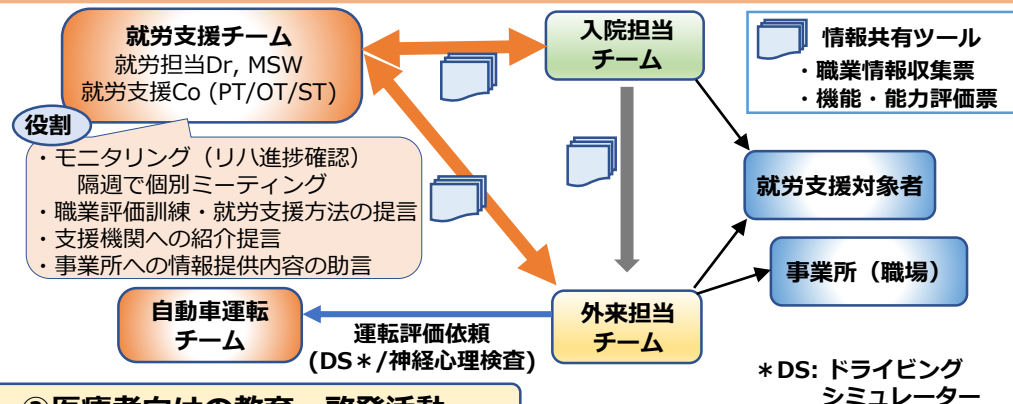 就労支援チーム
就労担当Dr, MSW
就労支援Co (PT/OT/ST)
役割
・モニタリング（リハ進捗確認）
隔週で個別ミーティング
・職業評価訓練・就労支援方法の提言
・支援機関への紹介提言
・事業所への情報提供内容の助言
入院担当
チーム
情報共有ツール
・職業情報収集票
・機能・能力評価票
就労支援対象者
事業所（職場）
外来担当
チーム
自動車運転
チーム
運転評価依頼
(DS＊/神経心理検査)
＊DS: ドライビング
シミュレーター